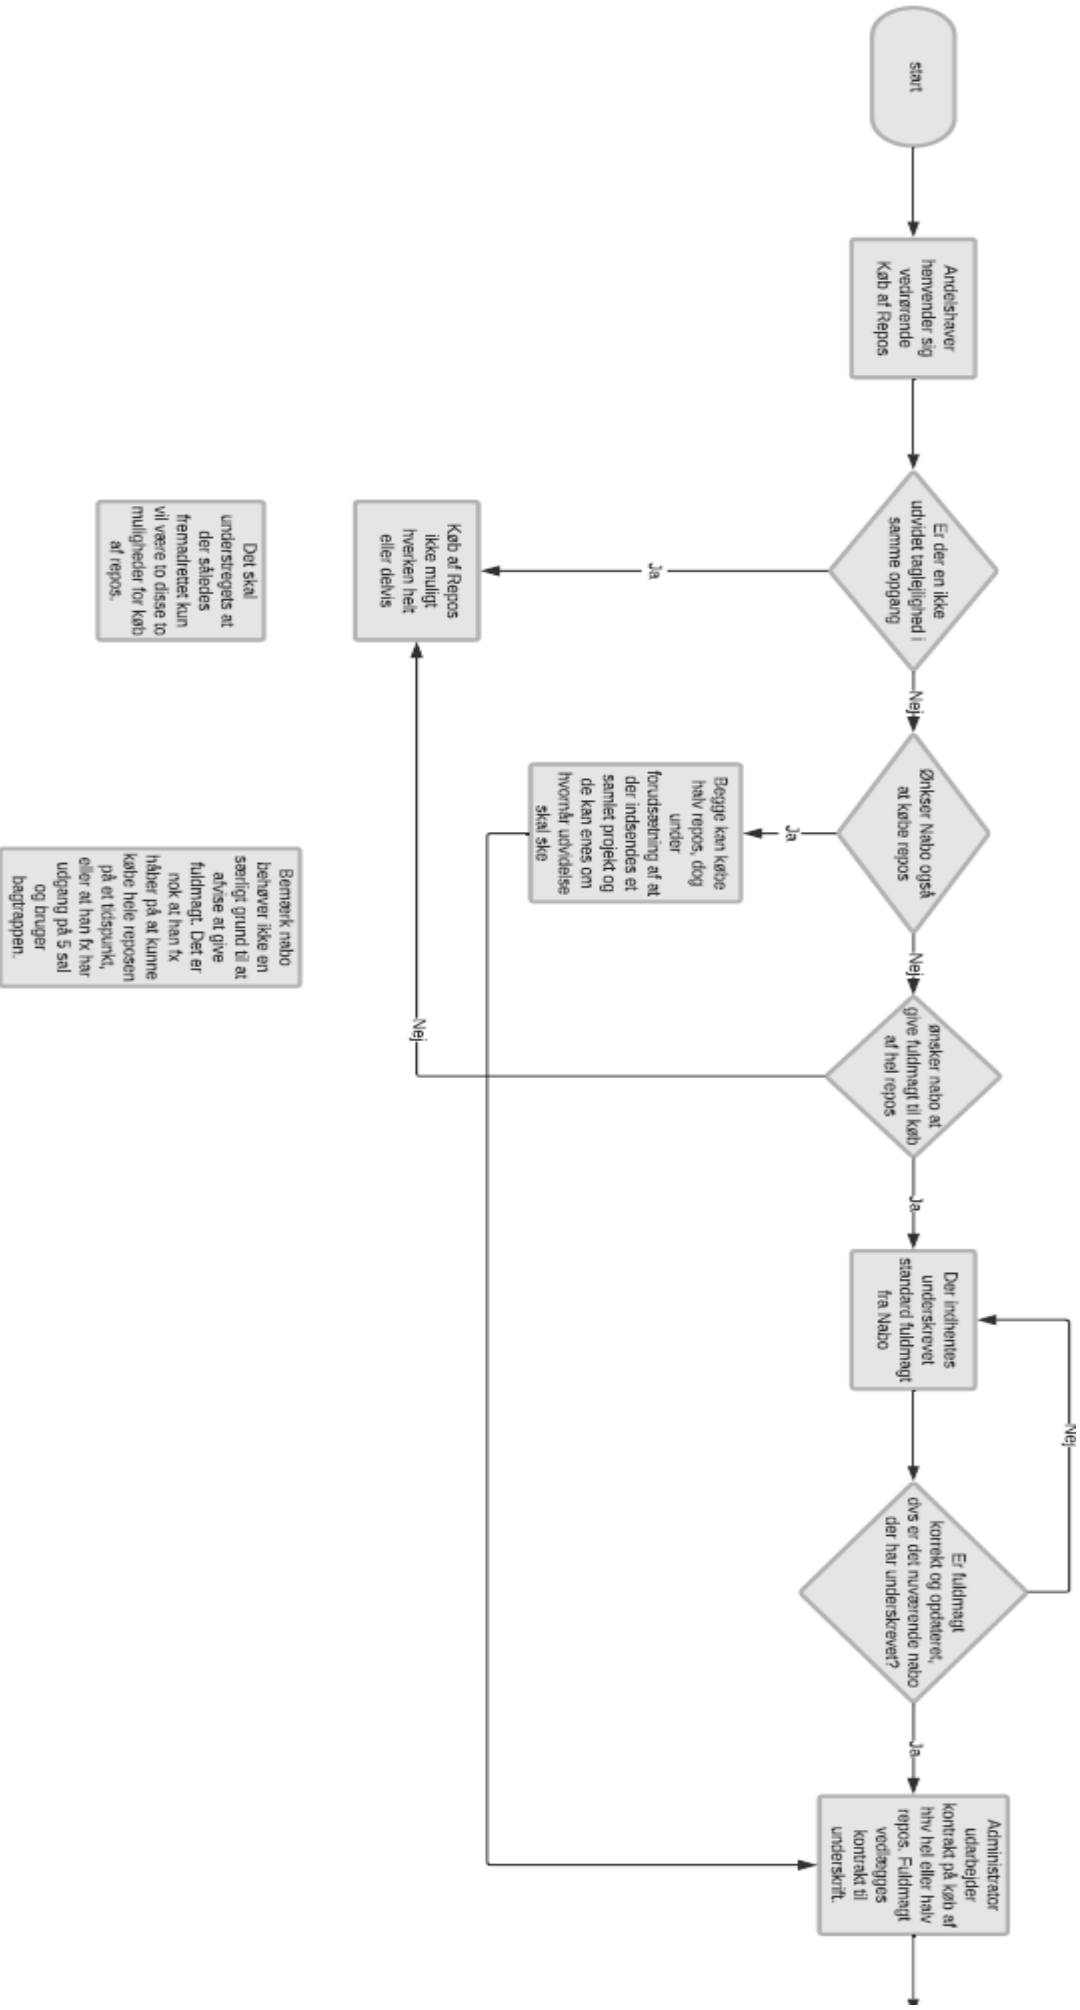 start
Andelshaver
henvender sig
vedrørende
Køb af Repos
Er der en ikke
udvidet taglejlighed i
samme opgang
Ja
Nej
Køb af Repos
ikke muligt
hverken helt
eller delvis
Det skal
understregets at
der således
fremadrettet kun
vil være to disse to
muligheder for køb
af repos.
Ønkser Nabo også
at købe repos
Ja
Nej
Begge kan købe
halv repos, dog
under
forudsætning af at
der indsendes et
samlet projekt og
de kan enes om
hvornår udvidelse
skal ske
Bemærk nabo
behøver ikke en
særligt grund til at
afvise at give
fuldmagt. Det er
nok at han fx
håber på at kunne
købe hele reposen
på et tidspunkt,
eller at han fx har
udgang på 5 sal
og bruger
bagtrappen.
ønsker nabo at
give fuldmagt til køb
af hel repos
Nej
Ja
Der indhentes
underskrevet
standard fuldmagt
fra Nabo
Nej
Er fuldmagt
korrekt og opdateret,
dvs er det nuværende nabo
der har underskrevet?
Ja
Administrator
udarbejder
kontrakt på køb af
hhv hel eller halv
repos. Fuldmagt
vedlægges
kontrakt til
underskrift.